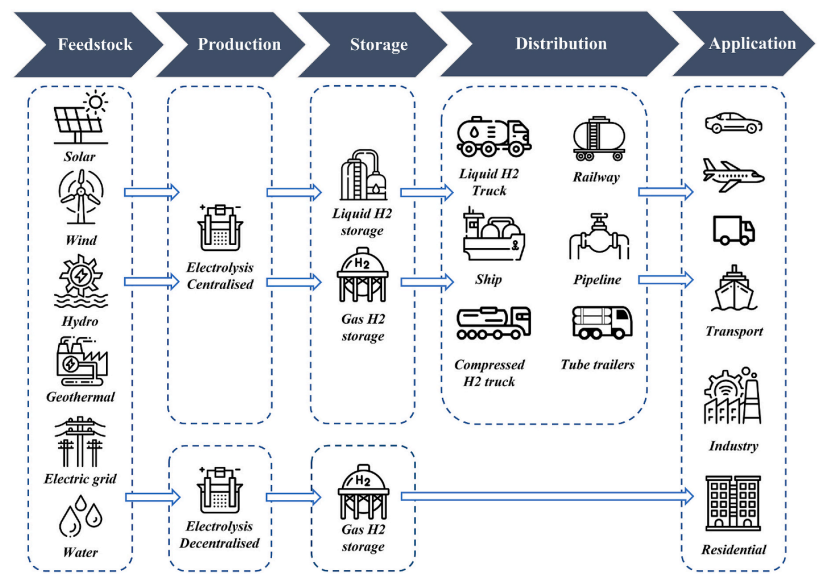 Feedstock
Production
Storage
Distribution
Application
Solar
Wind
Hydro
Geothermal
Electric grid
Water
Electrolysis
Centralised
Electrolysis
Decentralised
Liquid H2
storage
H2
Gas H2
storage
H2
Gas H2
storage
Liquid H2
Truck
Railway
Ship
Pipeline
Compressed
H2 truck
Tube trailers
Transport
Industry
Residential